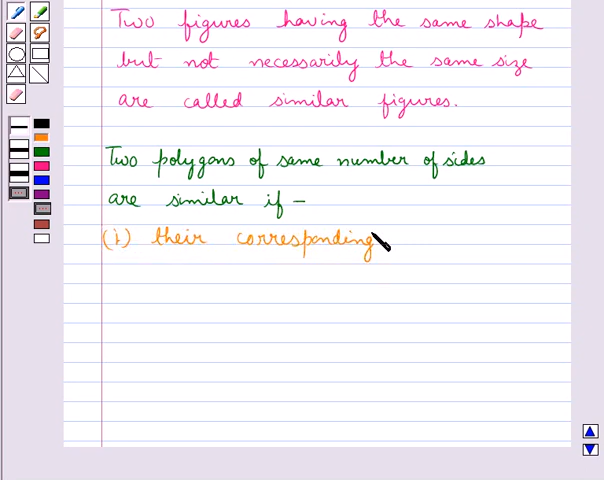 Two figures having the same shape
but not necessarily the same size
are called similar figures.
Two polygons of same number of sides
are similar if -
(i) their corresponding